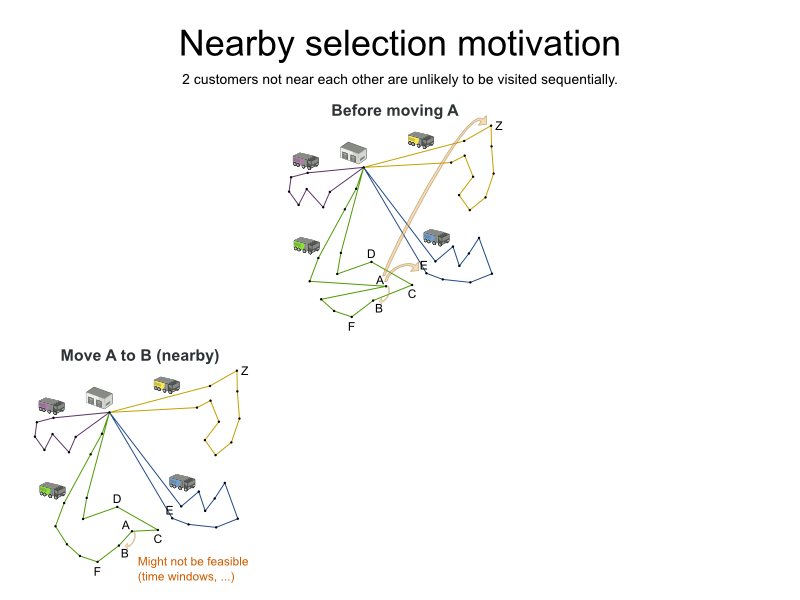 Nearby selection motivation
2 customers not near each other are unlikely to be visited sequentially.
Before moving A
Z
D
E
A
C
B
F
Move A to B (nearby)
Z
D
E
A
C
B
F
Might not be feasible
(time windows, ...)